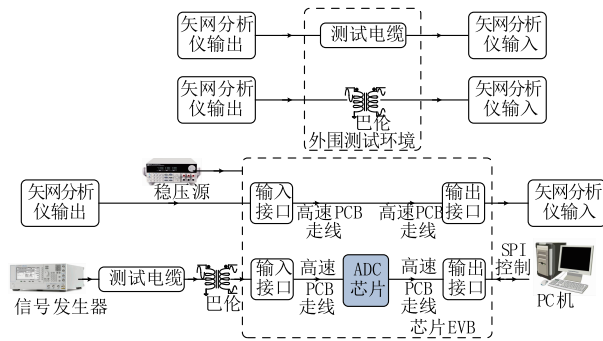 矢网分析
仪输出
测试电缆
矢网分析
仪输入
矢网分析
仪输出
巴伦
矢网分析
仪输入
外围测试环境
稳压源
矢网分析
仪输出
输入
接口
高速PCB
走线
高速PCB
走线
输出
接口
矢网分析
仪输入
信号发生器
测试电缆
巴伦
输入
接口
高速
PCB
走线
ADC
芯片
高速
PCB
走线
输出
接口
SPI
控制
PC机
芯片EVB